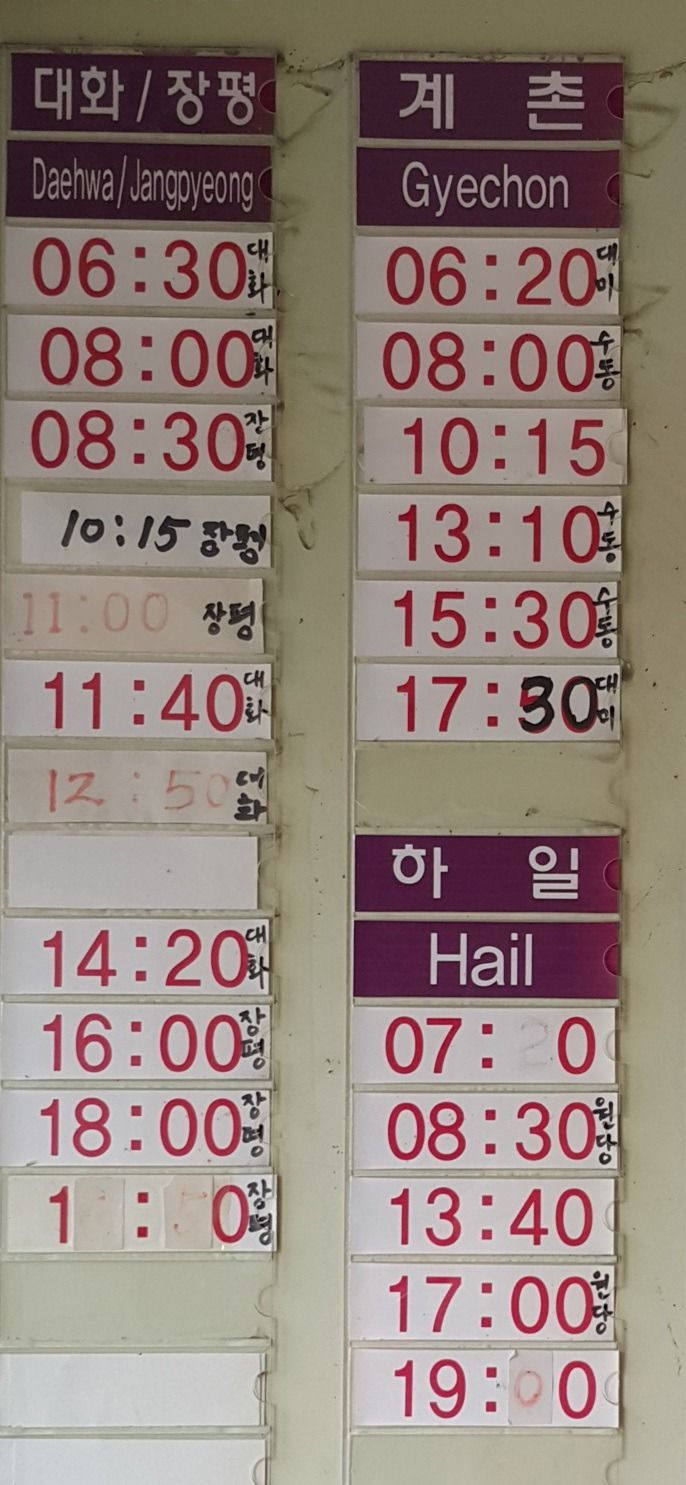 대화/장평
Daehwa/Jangpyeong
06:30 대화
08:00 대화
08:30 장평
10:15 장평
11:00 장평
11:40 대화
12:50 대화
14:20 대화
16:00 장평
18:00 장평
장평
계 촌
Gyechon
06:20 대미
08:00 수동
10:15
13:10 수동
15:30 수동
17:30 대미
하 일
Hail
07:20
08:30 원당
13:40
17:00 원당
19:00